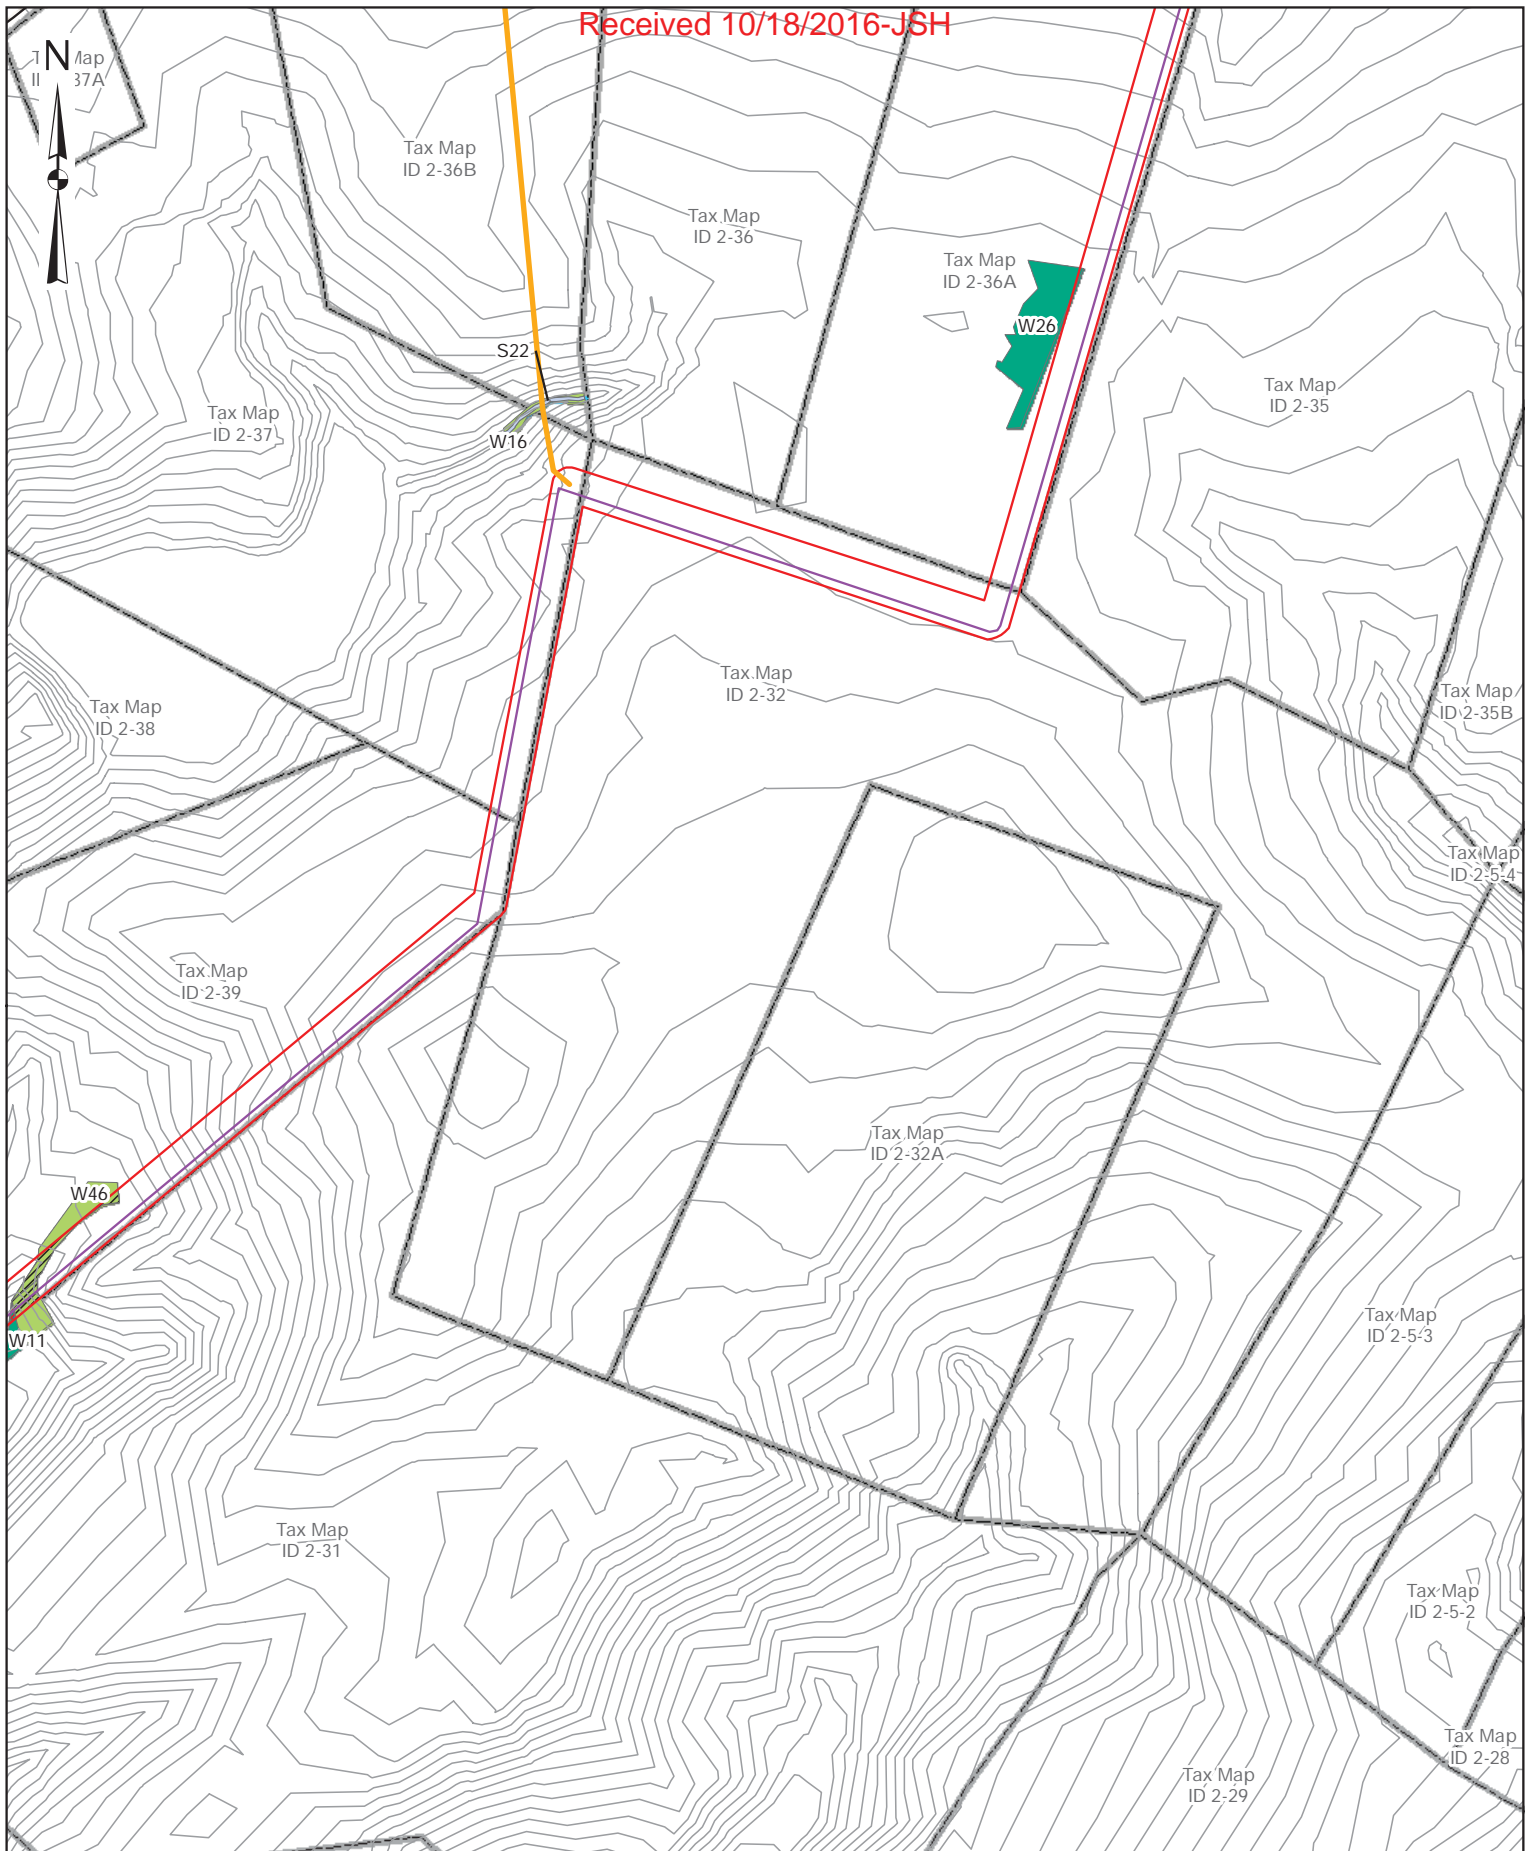 Received 10/18/2016-JSH
N
Map
37A
Tax Map
ID 2-36B
Tax Map
ID 2-36
Tax Map
ID 2-36A
W26
S22
Tax Map
ID 2-37
W16
Tax Map
ID 2-35
Tax Map
ID 2-32
Tax Map
ID 2-38
Tax Map
ID 2-35B
Tax Map
ID 2-5-4
Tax Map
ID 2-39
Tax Map
ID 2-32A
W46
W11
Tax Map
ID 2-5-3
Tax Map
ID 2-31
Tax Map
ID 2-5-2
Tax Map
ID 2-28
Tax Map
ID 2-29